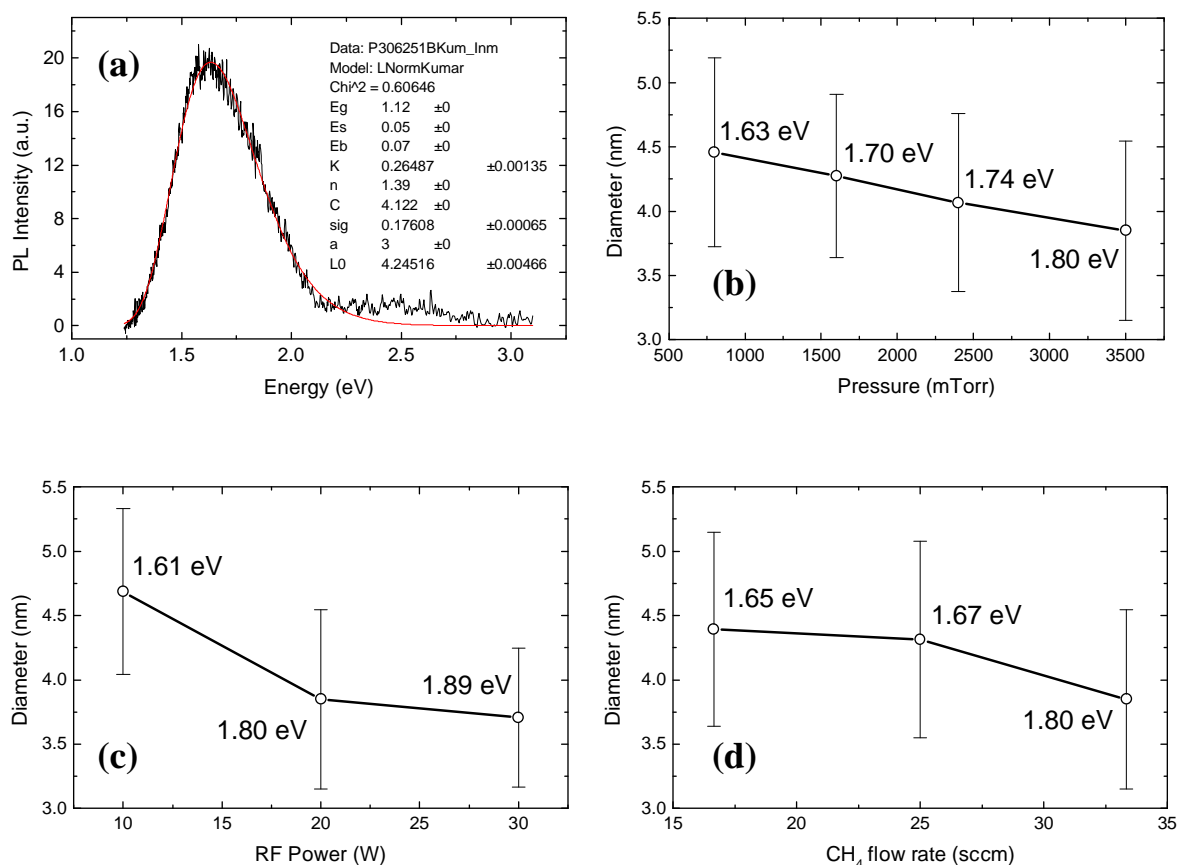 (a)
Data: P306251BKum_Inm
Model: LNormKumar
Chi^2 = 0.60646
Eg 1.12 ±0
Es 0.05 ±0
Eb 0.07 ±0
K 0.26487 ±0.00135
n 1.39 ±0
C 4.122 ±0
sig 0.17608 ±0.00065
a 3 ±0
L0 4.24516 ±0.00466
PL Intensity (a.u.)
20
16
12
8
4
0
1.0 1.5 2.0 2.5 3.0
Energy (eV)
(b)
Diameter (nm)
5.5
5.0
4.5
4.0
3.5
3.0
1.63 eV
1.70 eV
1.74 eV
1.80 eV
500 1000 1500 2000 2500 3000 3500
Pressure (mTorr)
(c)
Diameter (nm)
5.5
5.0
4.5
4.0
3.5
3.0
1.61 eV
1.80 eV
1.89 eV
10 15 20 25 30
RF Power (W)
(d)
Diameter (nm)
5.5
5.0
4.5
4.0
3.5
3.0
1.65 eV
1.67 eV
1.80 eV
15 20 25 30 35
CH4 flow rate (sccm)